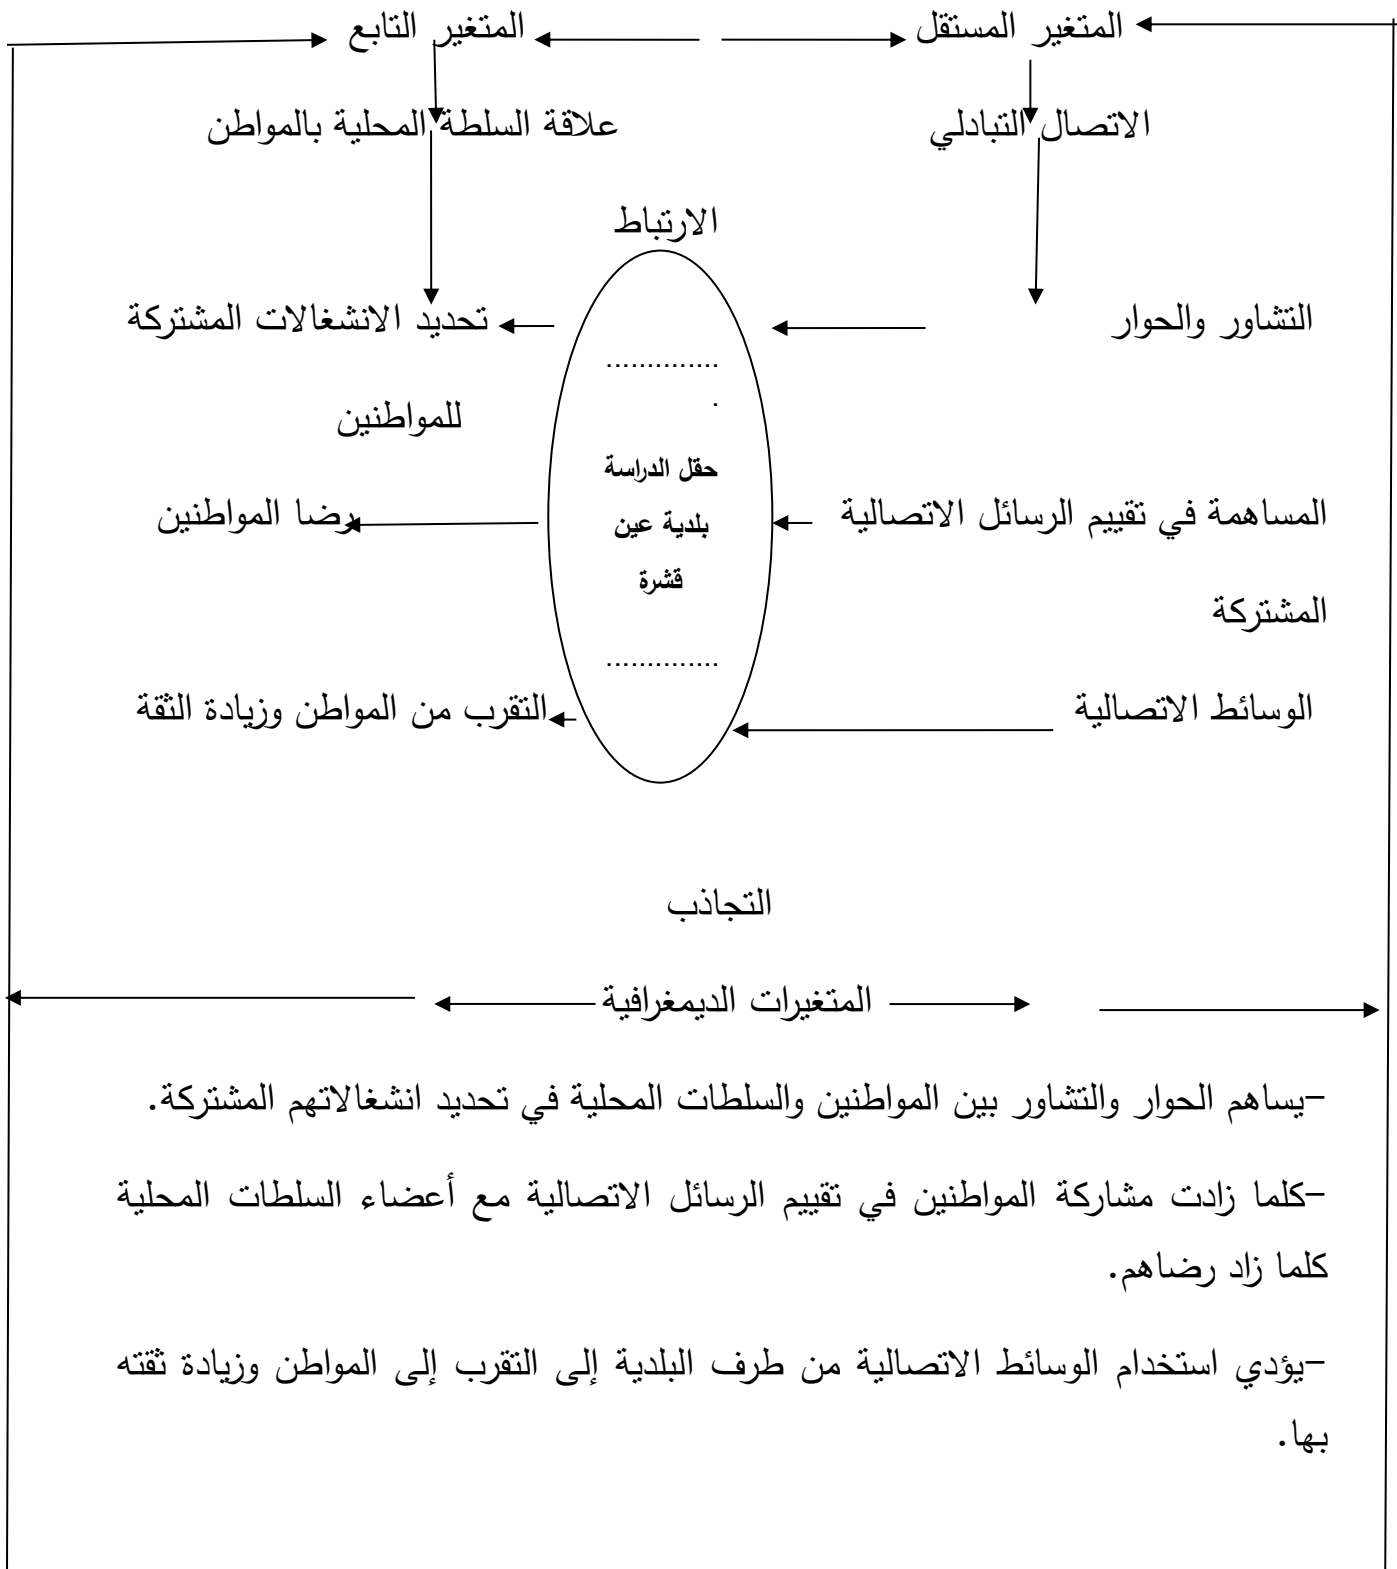 المتغير المستقل
المتغير التابع
الاتصال التبادلي
علاقة السلطة المحلية بالمواطن
الارتباط
التشاور والحوار
تحديد الانشغالات المشتركة
للمواطنين
..............
.
حقل الدراسة
بلدية عين
قشرة
..............
المساهمة في تقييم الرسائل الاتصالية
المشتركة
رضا المواطنين
الوسائط الاتصالية
التقرب من المواطن وزيادة الثقة
التجاذب
المتغيرات الديمغرافية
-يساهم الحوار والتشاور بين المواطنين والسلطات المحلية في تحديد انشغالاتهم المشتركة.
-كلما زادت مشاركة المواطنين في تقييم الرسائل الاتصالية مع أعضاء السلطات المحلية
كلما زاد رضاهم.
-يؤدي استخدام الوسائط الاتصالية من طرف البلدية إلى التقرب إلى المواطن وزيادة ثقته
بها.